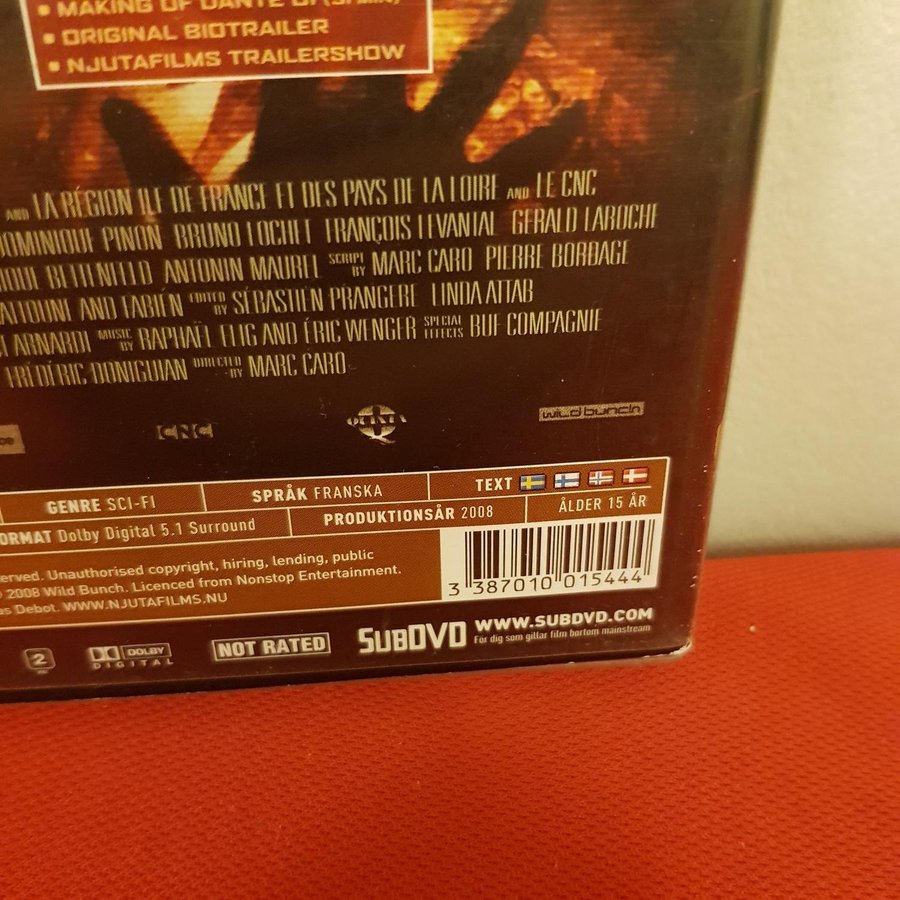 • MAKING OF DANTE 01
• ORIGINAL BIOTRAILER
• NJUTAFILMS TRAILERSHOW
AND LA RÉGION ILE DE FRANCE ET DES PAYS DE LA LOIRE AND LE CNC
DOMINIQUE PINON BRUNO LOCHET FRANÇOIS LEVANTAL GERALD LAROCHE
BETTENFELD ANTONIN MAUREL SCRIPT BY MARC CARO PIERRE BORDAGE
AND FABIEN EDITED BY SÉBASTIEN PRANGERE LINDA ATTAB
MUSIC BY RAPHAËL ELIG AND ÉRIC WENGER SPECIAL EFFECTS BUF COMPAGNIE
FRÉDÉRIC DONIGUIAN DIRECTED BY MARC CARO
CNC
wild bunch
GENRE SCI-FI SPRÅK FRANSKA TEXT
ORMAT Dolby Digital 5.1 Surround PRODUKTIONSÅR 2008 ÅLDER 15 ÅR
erved. Unauthorised copyright, hiring, lending, public
2008 Wild Bunch. Licenced from Nonstop Entertainment.
as Debot. WWW.NJUTAFILMS.NU
3 387010 015444
2 DOLBY DIGITAL NOT RATED SUBDVD WWW.SUBDVD.COM
För dig som gillar film bortom mainstream